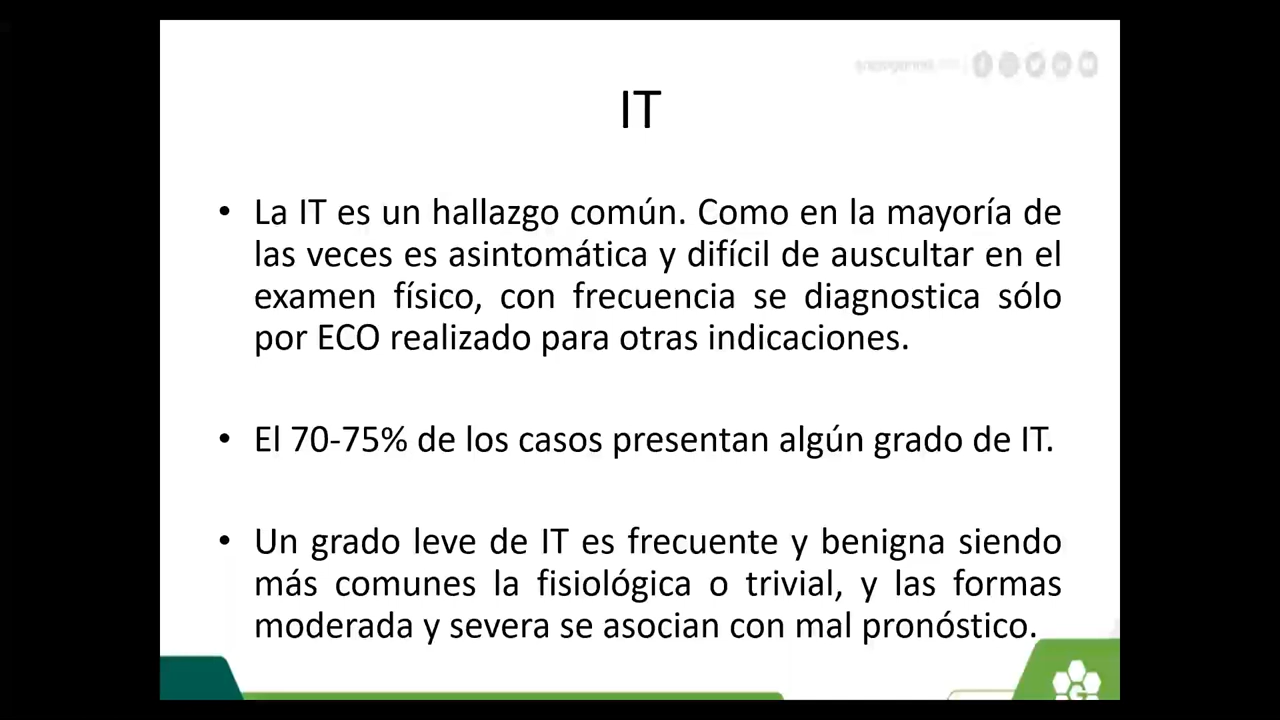 IT
• La IT es un hallazgo común. Como en la mayoría de
las veces es asintomática y difícil de auscultar en el
examen físico, con frecuencia se diagnostica sólo
por ECO realizado para otras indicaciones.
• El 70-75% de los casos presentan algún grado de IT.
• Un grado leve de IT es frecuente y benigna siendo
más comunes la fisiológica o trivial, y las formas
moderada y severa se asocian con mal pronóstico.
G